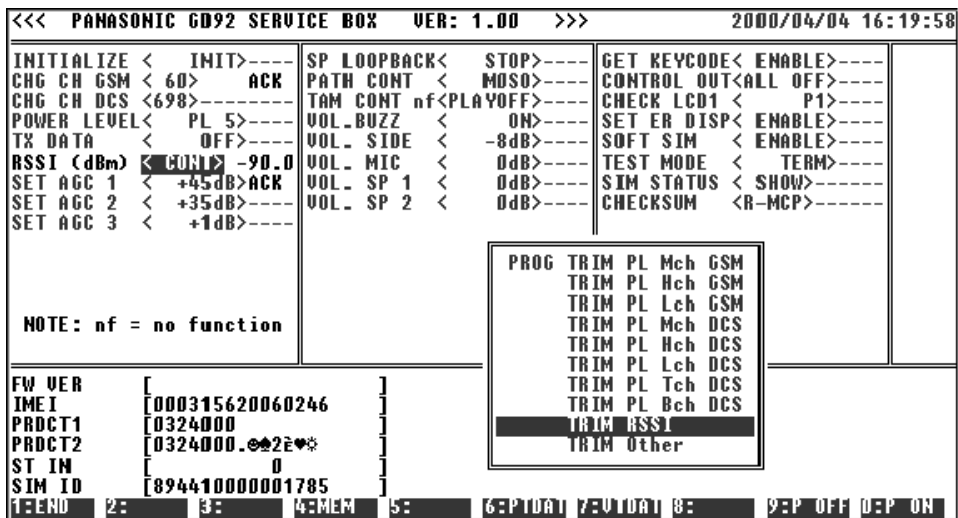 <<< PANASONIC GD92 SERVICE BOX VER: 1.00 >>> 2000/04/04 16:19:58
INITIALIZE < INIT>----
CHG CH GSM < 60> ACK
CHG CH DCS <698>---------
POWER LEVEL< PL 5>----
TX DATA < OFF>----
RSSI (dBm) < CONT> -90.0
SET AGC 1 < +45dB>ACK
SET AGC 2 < +35dB>----
SET AGC 3 < +1dB>----
NOTE: nf = no function
SP LOOPBACK< STOP>----
PATH CONT < M0S0>----
TAM CONT nf<PLAYOFF>----
VOL.BUZZ < ON>----
VOL. SIDE < -8dB>----
VOL. MIC < 0dB>----
VOL. SP 1 < 0dB>----
VOL. SP 2 < 0dB>----
GET KEYCODE< ENABLE>----
CONTROL OUT<ALL OFF>----
CHECK LCD1 < P1>----
SET ER DISP< ENABLE>----
SOFT SIM < ENABLE>----
TEST MODE < TERM>----
SIM STATUS < SHOW>------
CHECKSUM <R-MCP>------
PROG TRIM PL Mch GSM
TRIM PL Hch GSM
TRIM PL Lch GSM
TRIM PL Mch DCS
TRIM PL Hch DCS
TRIM PL Lch DCS
TRIM PL Tch DCS
TRIM PL Bch DCS
TRIM RSSI
TRIM Other
FW VER [ ]
IMEI [000315620060246 ]
PRDCT1 [0324000 ]
PRDCT2 [0324000.☻♠2È♥☼ ]
ST IN [ 0 ]
SIM ID [894410000001785 ]
1:END 2: 3: 4:MEM 5: 6:PTDAT 7:VTDAT 8: 9:P OFF 0:P ON